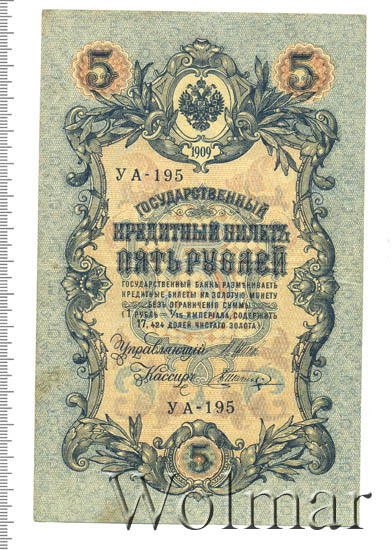 5 5
1909
УА-195
ГОСУДАРСТВЕННЫЙ
КРЕДИТНЫЙ БИЛЕТЪ
ПЯТЬ РУБЛЕЙ
ГОСУДАРСТВЕННЫЙ БАНКЪ РАЗМѢНИВАЕТЪ
КРЕДИТНЫЕ БИЛЕТЫ НА ЗОЛОТУЮ МОНЕТУ
БЕЗЪ ОГРАНИЧЕНІЯ СУММЫ
(1 РУБЛЬ = 1/15 ИМПЕРІАЛА, СОДЕРЖИТЪ
17,424 ДОЛЕЙ ЧИСТАГО ЗОЛОТА).
Управляющій
Кассиръ
УА-195
5
Wolmar